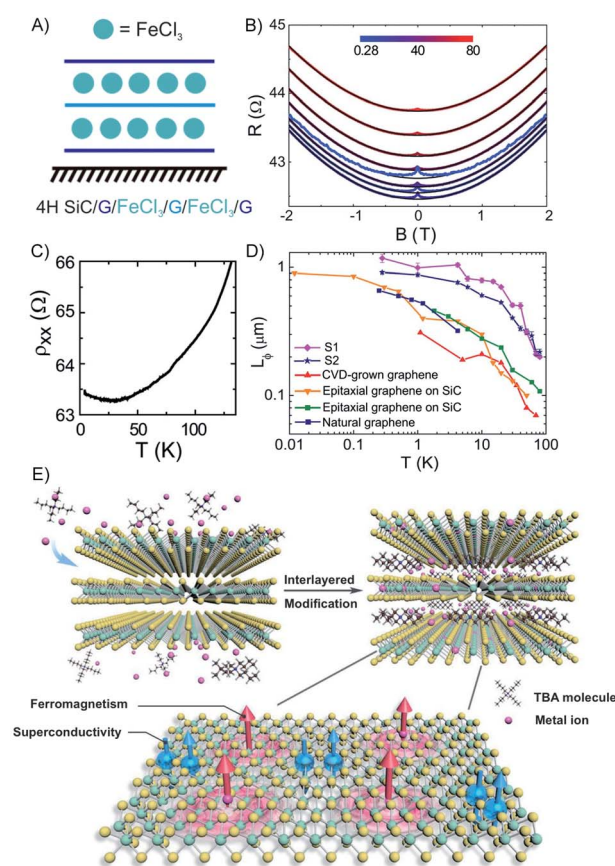 A)
= FeCl₃
4H SiC/G/FeCl₃/G/FeCl₃/G
B)
0.28 40 80
45
44
43
R (Ω)
-2 -1 0 1 2
B (T)
C)
66
65
64
63
ρxx (Ω)
0 50 100
T (K)
D)
1
0.1
Lϕ (μm)
S1
S2
CVD-grown graphene
Epitaxial graphene on SiC
Epitaxial graphene on SiC
Natural graphene
0.01 0.1 1 10 100
T (K)
E)
Interlayered
Modification
Ferromagnetism
Superconductivity
TBA molecule
Metal ion